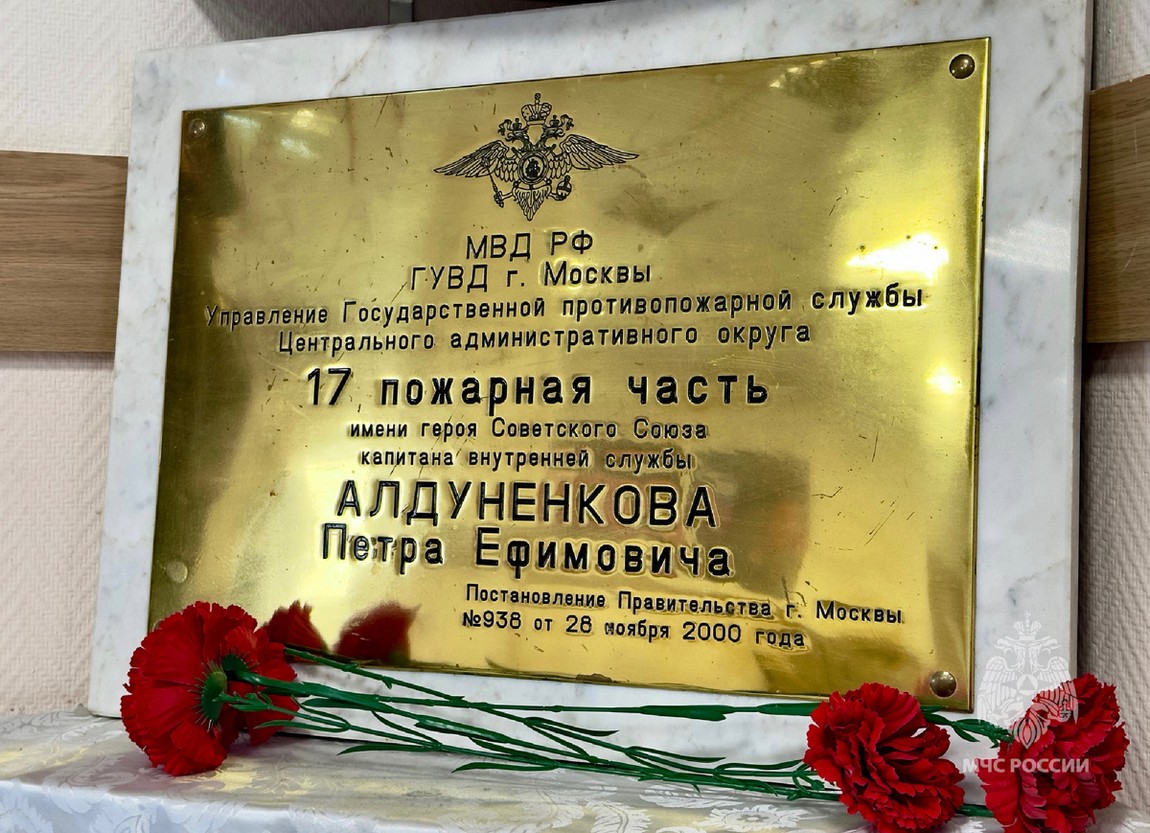 МВД РФ
ГУВД г. Москвы
Управление Государственной противопожарной службы
Центрального административного округа
17 пожарная часть
имени героя Советского Союза
капитана внутренней службы
АЛДУНЕНКОВА
Петра Ефимовича
Постановление Правительства г. Москвы
№938 от 28 ноября 2000 года
МЧС РОССИИ